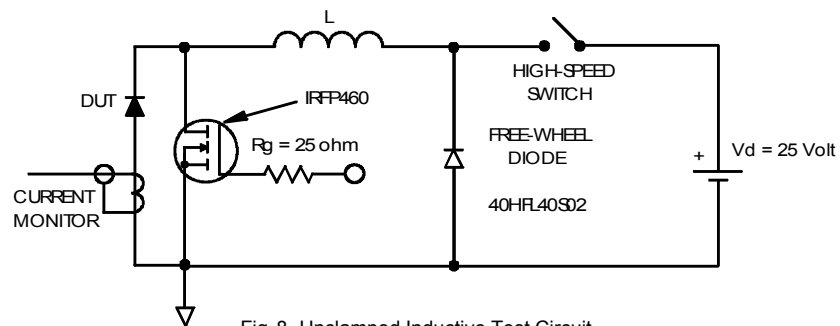 L
HIGH-SPEED
SWITCH
DUT
IRFP460
Rg = 25 ohm
FREE-WHEEL
DIODE
+
Vd = 25 Volt
CURRENT
MONITOR
40HFL40S02
Fig. 8- Unclamped Inductive Test Circuit